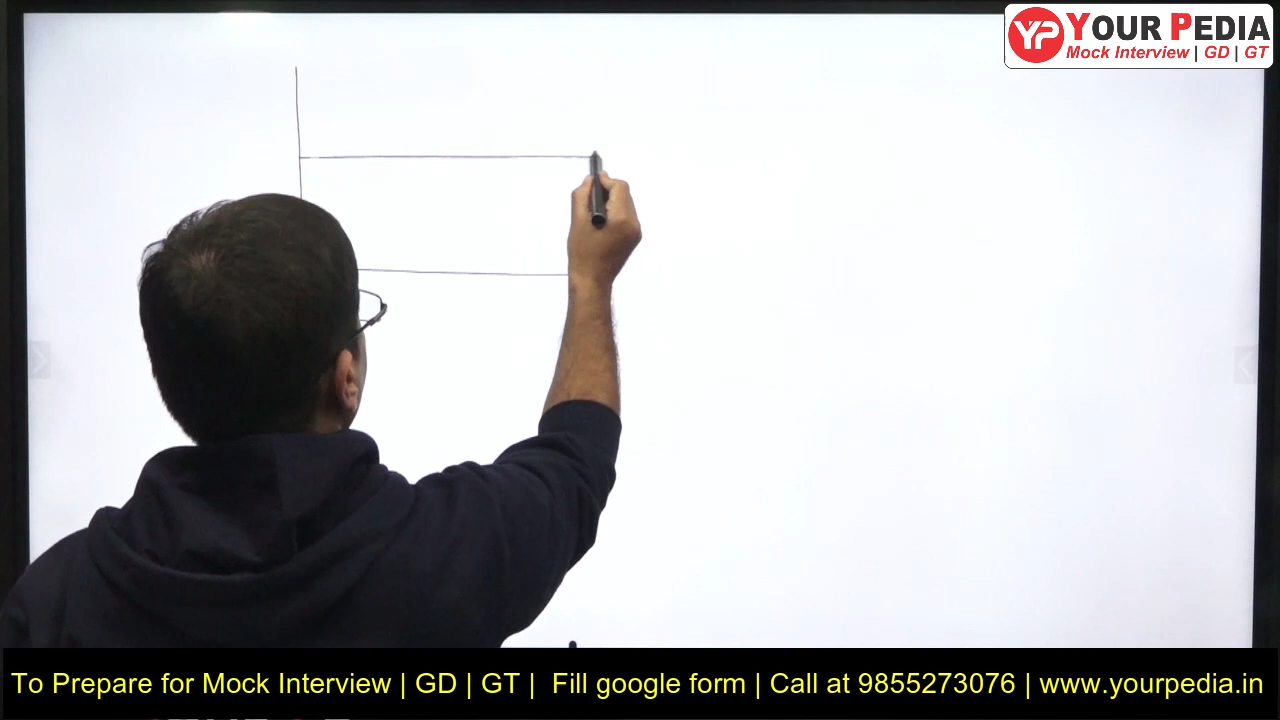 YOUR PEDIA
Mock Interview | GD | GT
To Prepare for Mock Interview | GD | GT | Fill google form | Call at 9855273076 | www.yourpedia.in